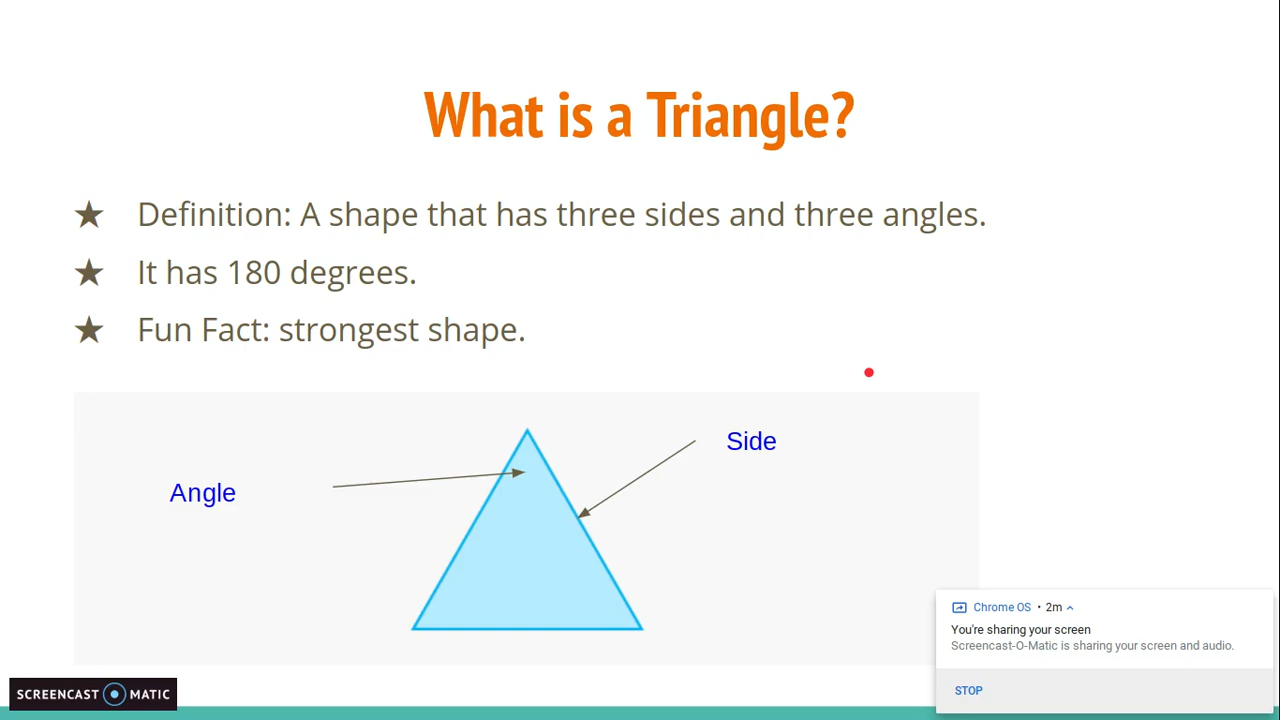 What is a Triangle?
★ Definition: A shape that has three sides and three angles.
★ It has 180 degrees.
★ Fun Fact: strongest shape.
Side
Angle
Chrome OS • 2m
You're sharing your screen
Screencast-O-Matic is sharing your screen and audio.
STOP
SCREENCAST MATIC